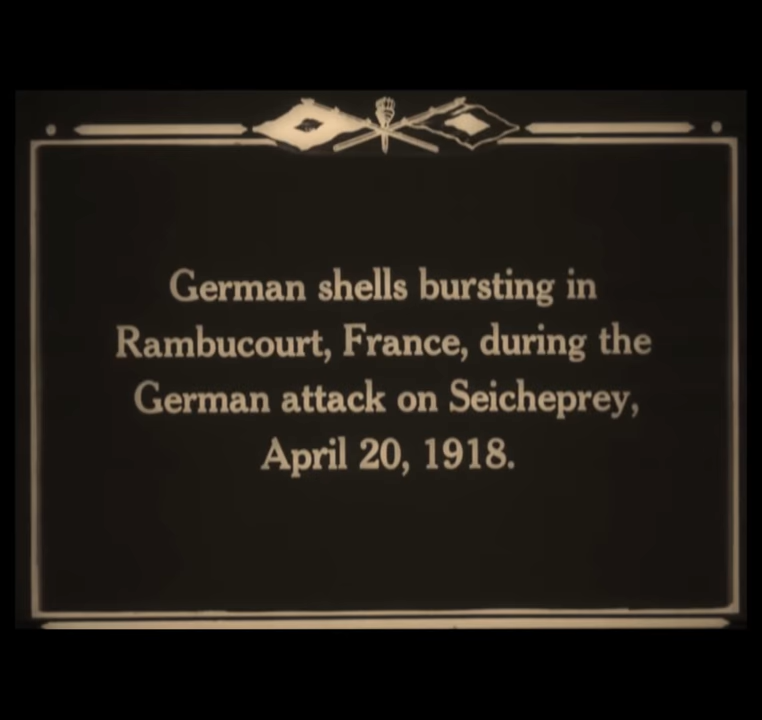 German shells bursting in
Rambucourt, France, during the
German attack on Seicheprey,
April 20, 1918.